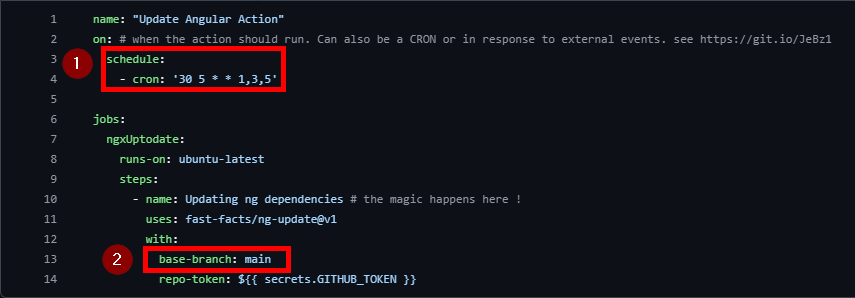 1 name: "Update Angular Action"
2 on: # when the action should run. Can also be a CRON or in response to external events. see https://git.io/JeBz1
1
3 schedule:
4 - cron: '30 5 * * 1,3,5'
5
6 jobs:
7 ngxUptodate:
8 runs-on: ubuntu-latest
9 steps:
10 - name: Updating ng dependencies # the magic happens here !
11 uses: fast-facts/ng-update@v1
12 with:
2
13 base-branch: main
14 repo-token: ${{ secrets.GITHUB_TOKEN }}